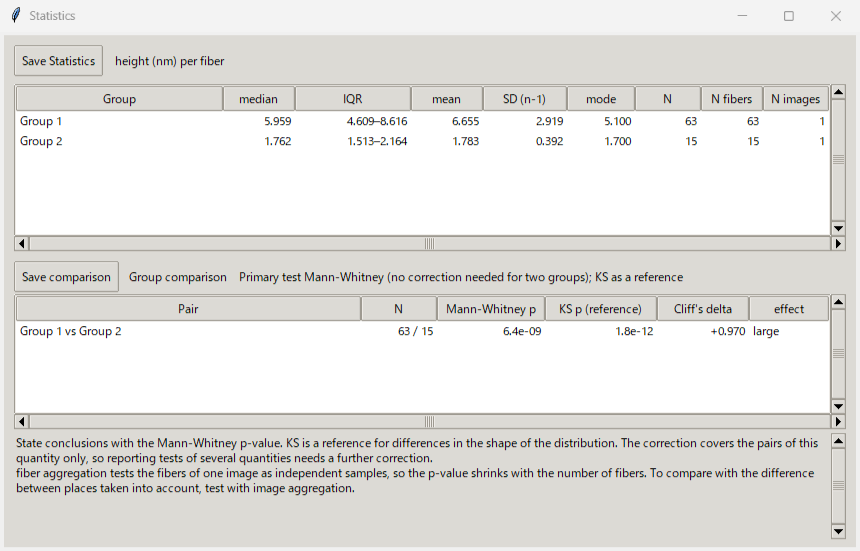 Statistics
Save Statistics height (nm) per fiber
Group median IQR mean SD (n-1) mode N N fibers N images
Group 1 5.959 4.609–8.616 6.655 2.919 5.100 63 63 1
Group 2 1.762 1.513–2.164 1.783 0.392 1.700 15 15 1
Save comparison Group comparison Primary test Mann-Whitney (no correction needed for two groups); KS as a reference
Pair N Mann-Whitney p KS p (reference) Cliff's delta effect
Group 1 vs Group 2 63 / 15 6.4e-09 1.8e-12 +0.970 large
State conclusions with the Mann-Whitney p-value. KS is a reference for differences in the shape of the distribution. The correction covers the pairs of this
quantity only, so reporting tests of several quantities needs a further correction.
fiber aggregation tests the fibers of one image as independent samples, so the p-value shrinks with the number of fibers. To compare with the difference
between places taken into account, test with image aggregation.